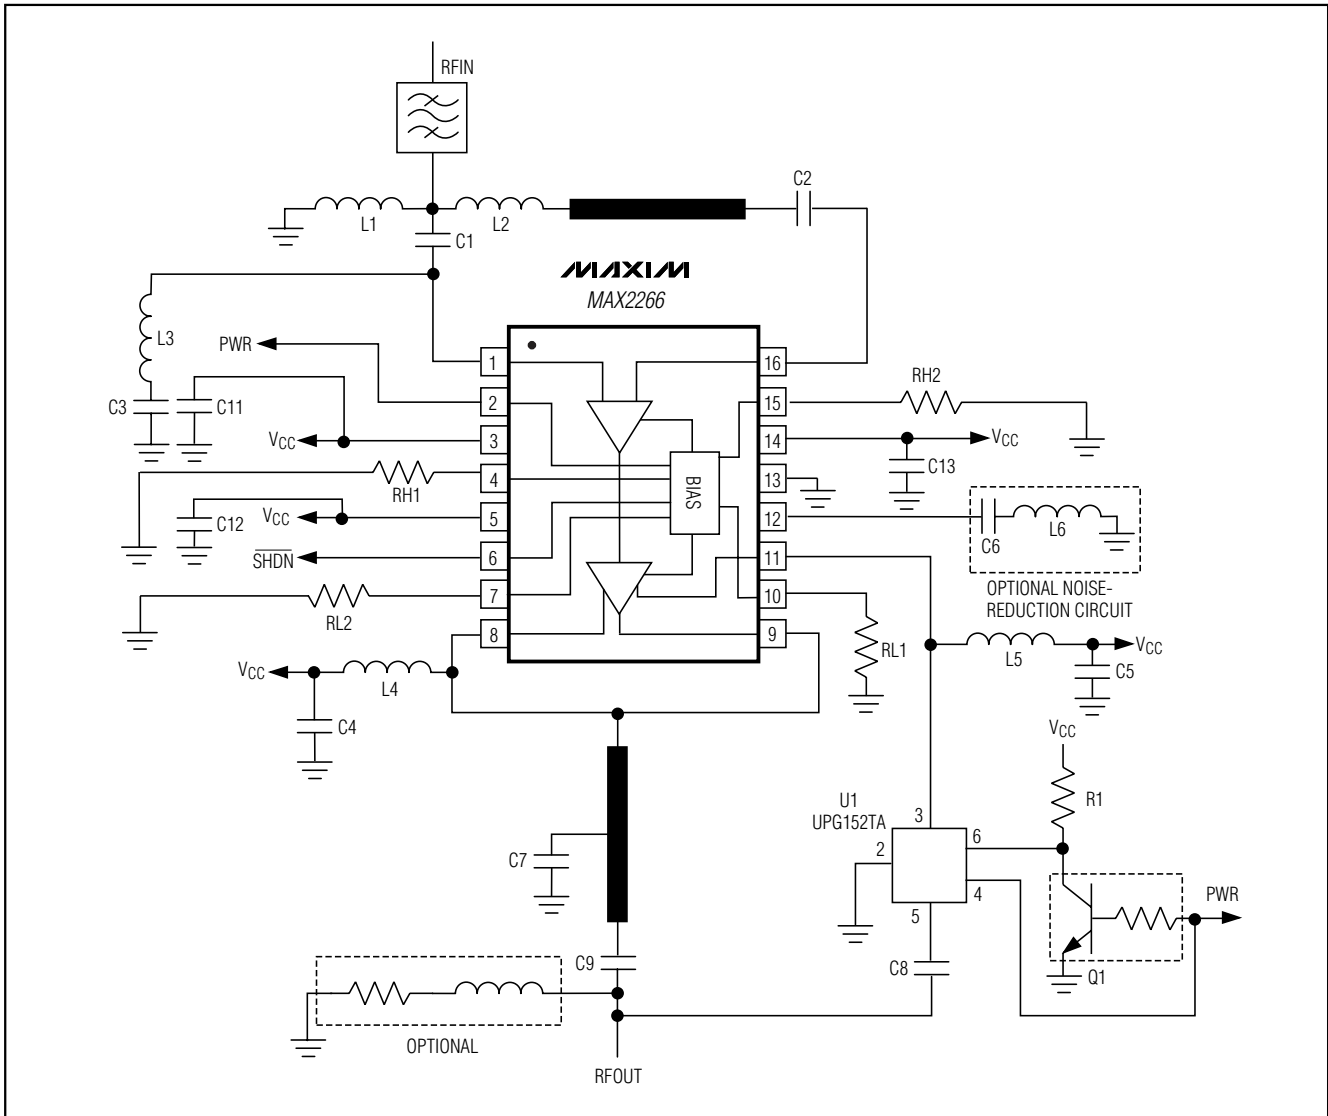 RFIN
C2
L1
L2
C1
MAXIM
MAX2266
L3
PWR
1
16
RH2
C3
C11
2
15
VCC
3
14
VCC
C13
RH1
4
13
BIAS
C12
VCC
5
12
C6
L6
SHDN
6
11
OPTIONAL NOISE-
REDUCTION CIRCUIT
RL2
7
10
8
9
RL1
VCC
L4
L5
VCC
C5
C4
VCC
R1
U1
UPG152TA
3
2
6
4
5
C7
PWR
C9
C8
Q1
OPTIONAL
RFOUT